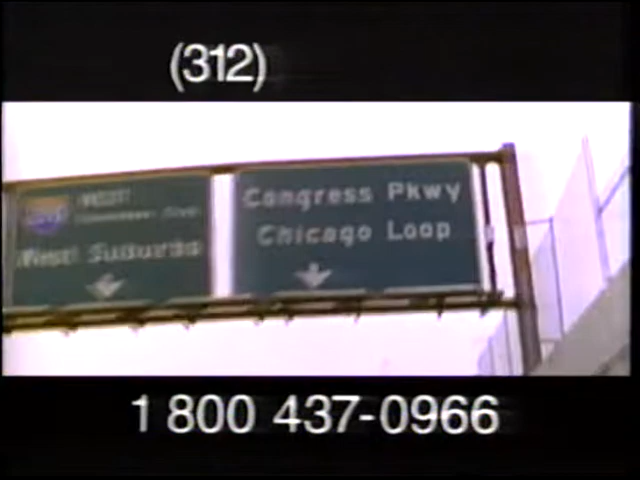 (312)
WEST
West Suburbs
Congress Pkwy
Chicago Loop
1 800 437-0966